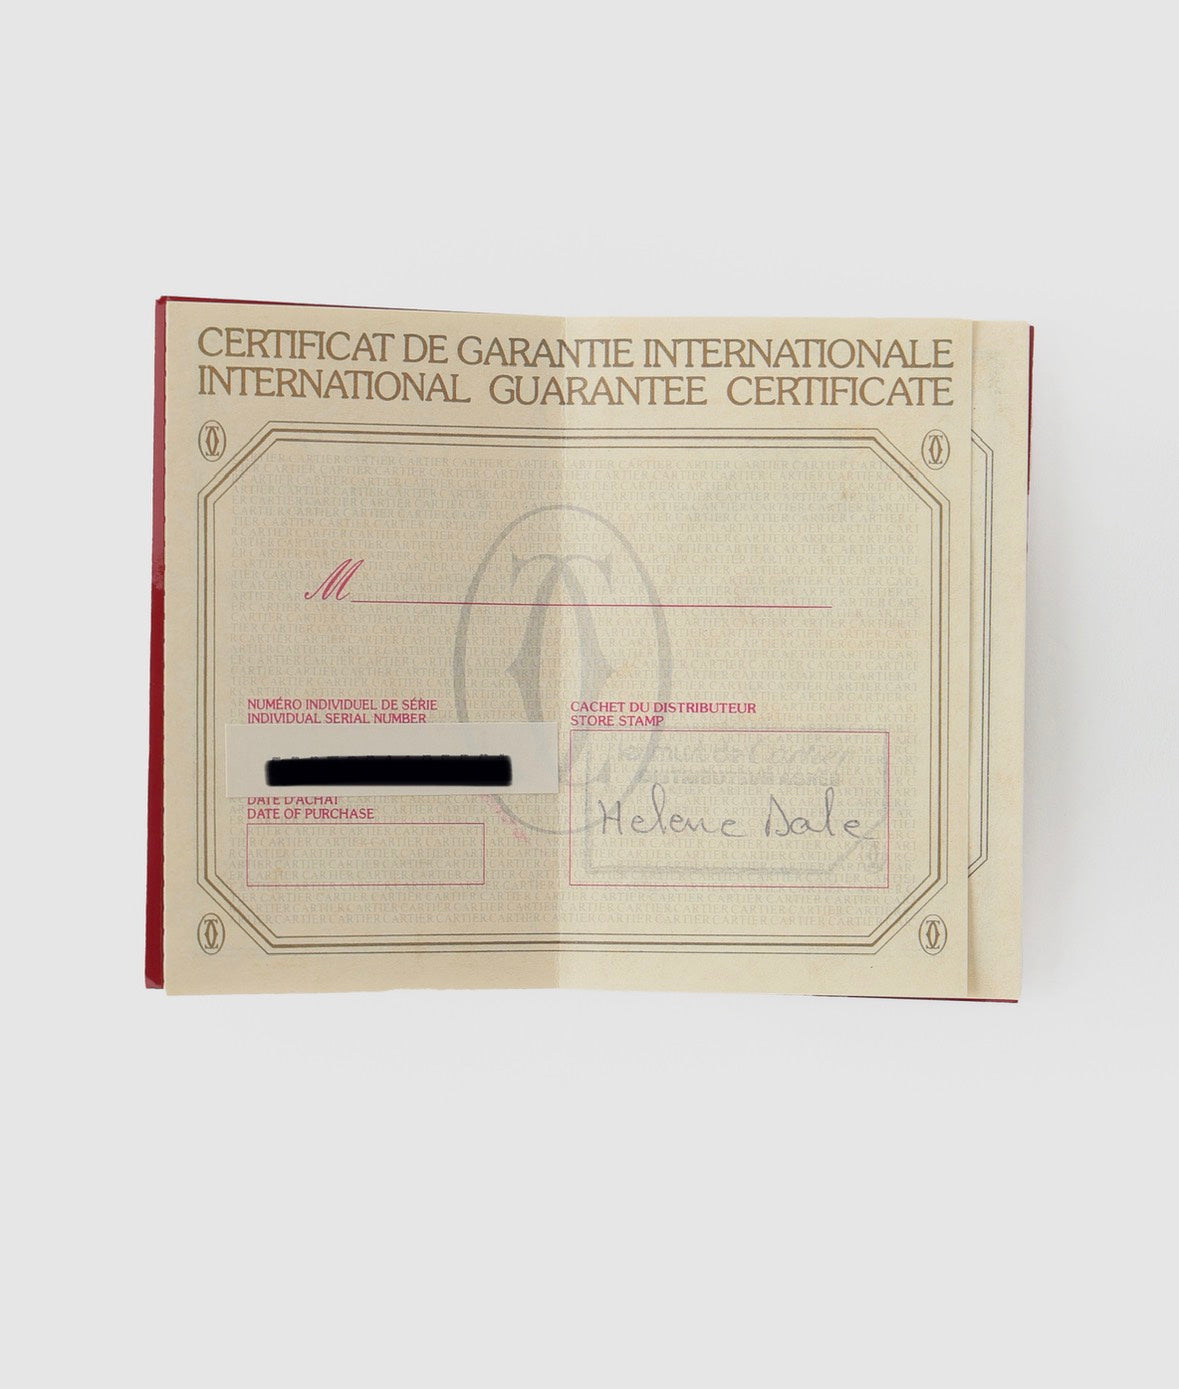 CERTIFICAT DE GARANTIE INTERNATIONALE
INTERNATIONAL GUARANTEE CERTIFICATE
M
NUMÉRO INDIVIDUEL DE SÉRIE
INDIVIDUAL SERIAL NUMBER
DATE D'ACHAT
DATE OF PURCHASE
CACHET DU DISTRIBUTEUR
STORE STAMP
Helene Dale